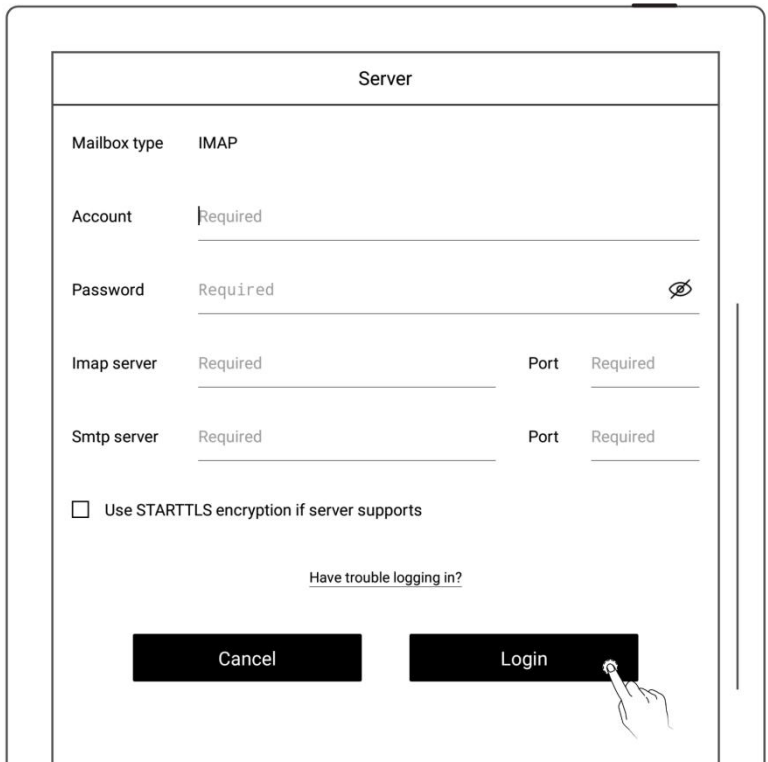 Server
Mailbox type IMAP
Account Required
Password Required
Imap server Required Port Required
Smtp server Required Port Required
Use STARTTLS encryption if server supports
Have trouble logging in?
Cancel Login